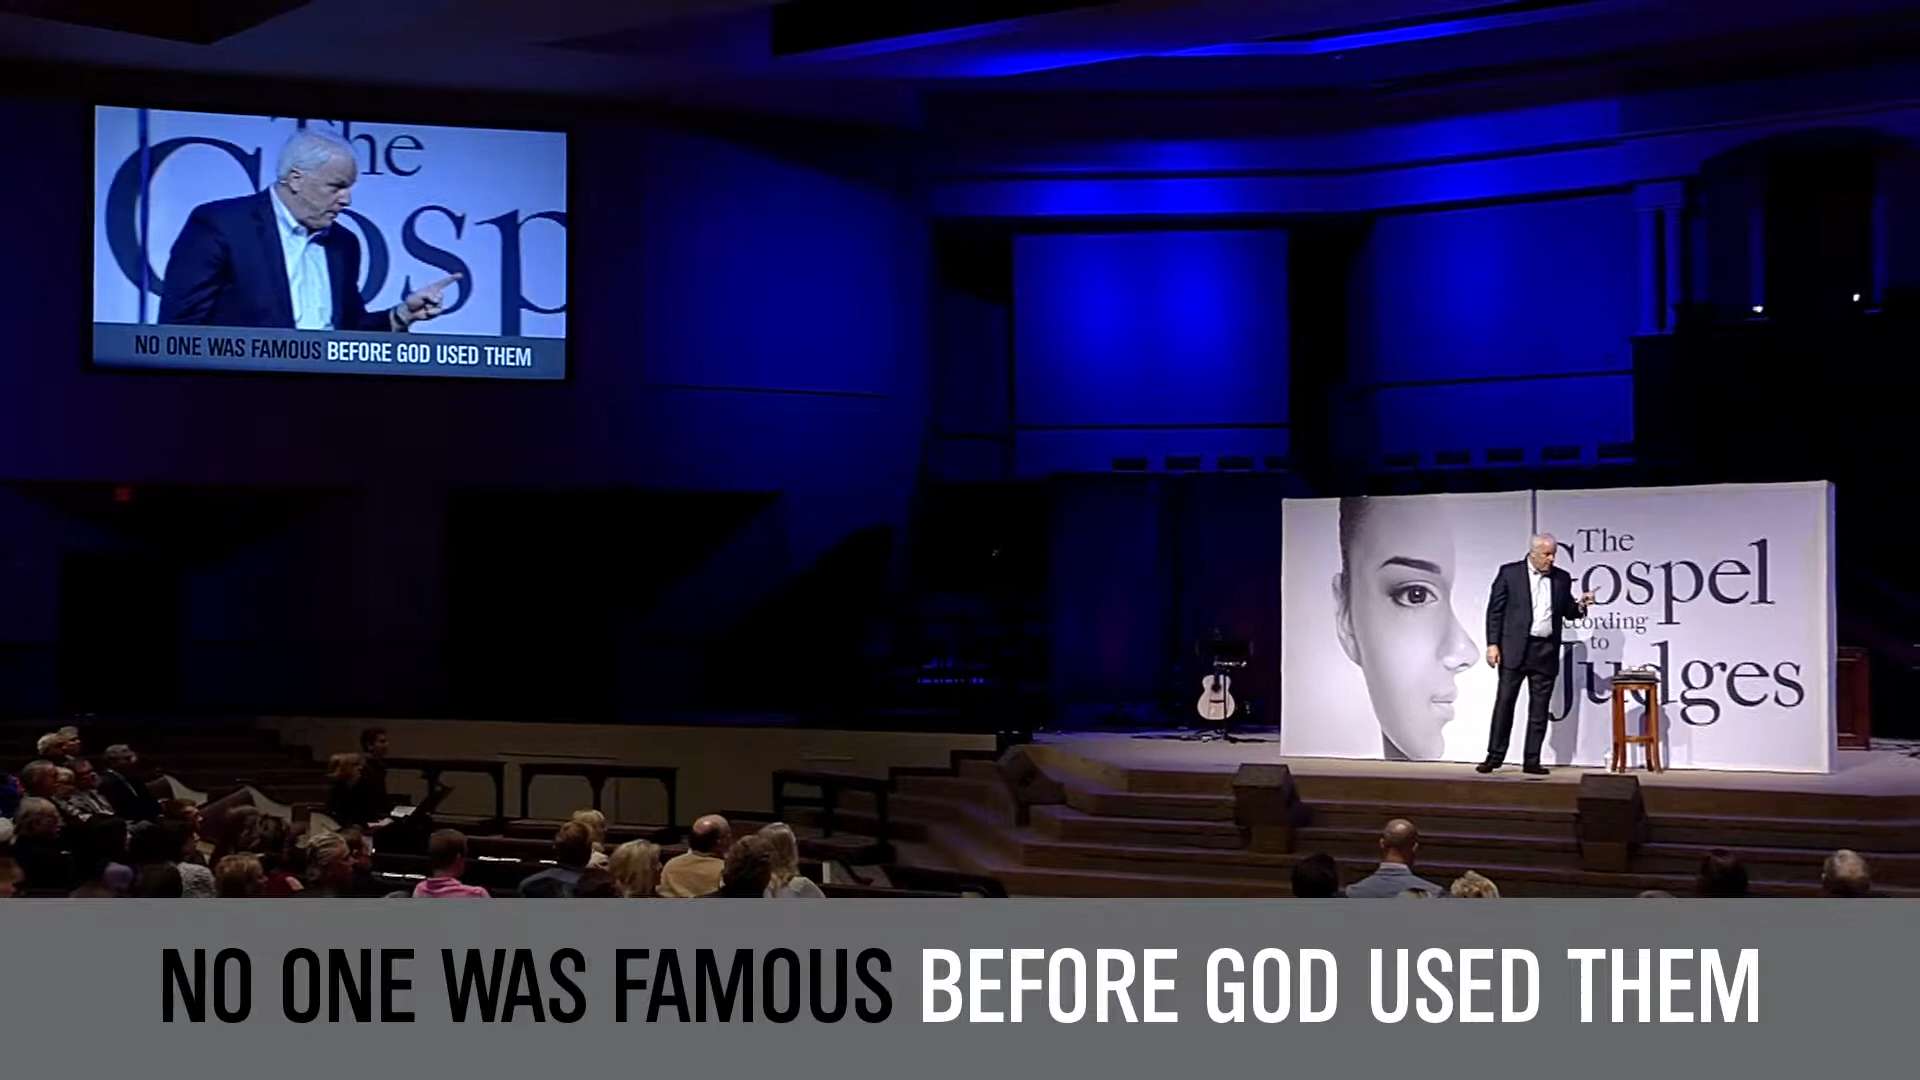 The
Gosp
NO ONE WAS FAMOUS BEFORE GOD USED THEM
The
Gospel
according
to
Judges
NO ONE WAS FAMOUS BEFORE GOD USED THEM